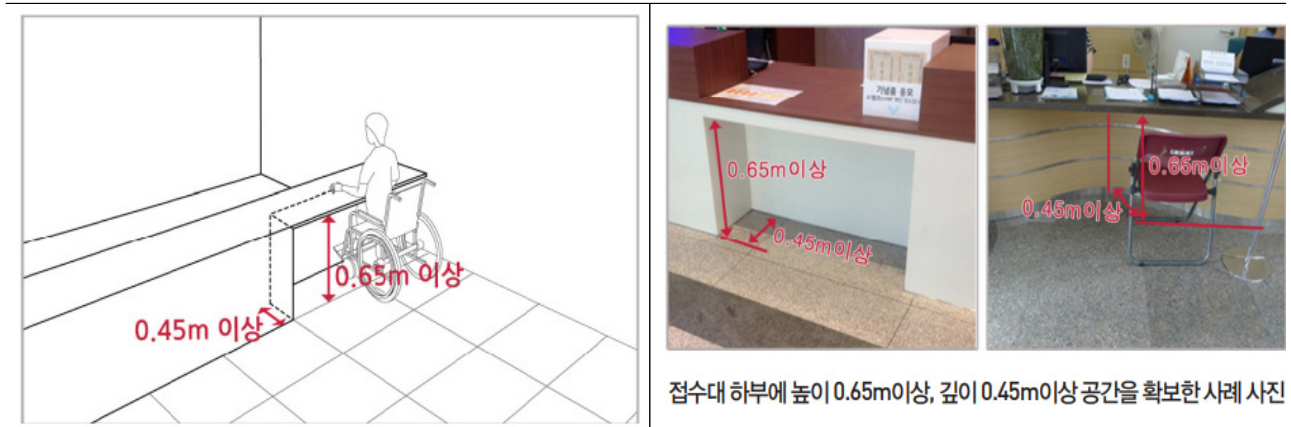 0.65m 이상
0.45m 이상
기념품 응모
0.65m이상
0.45m이상
0.65m이상
0.45m이상
접수대 하부에 높이 0.65m이상, 깊이 0.45m이상 공간을 확보한 사례 사진